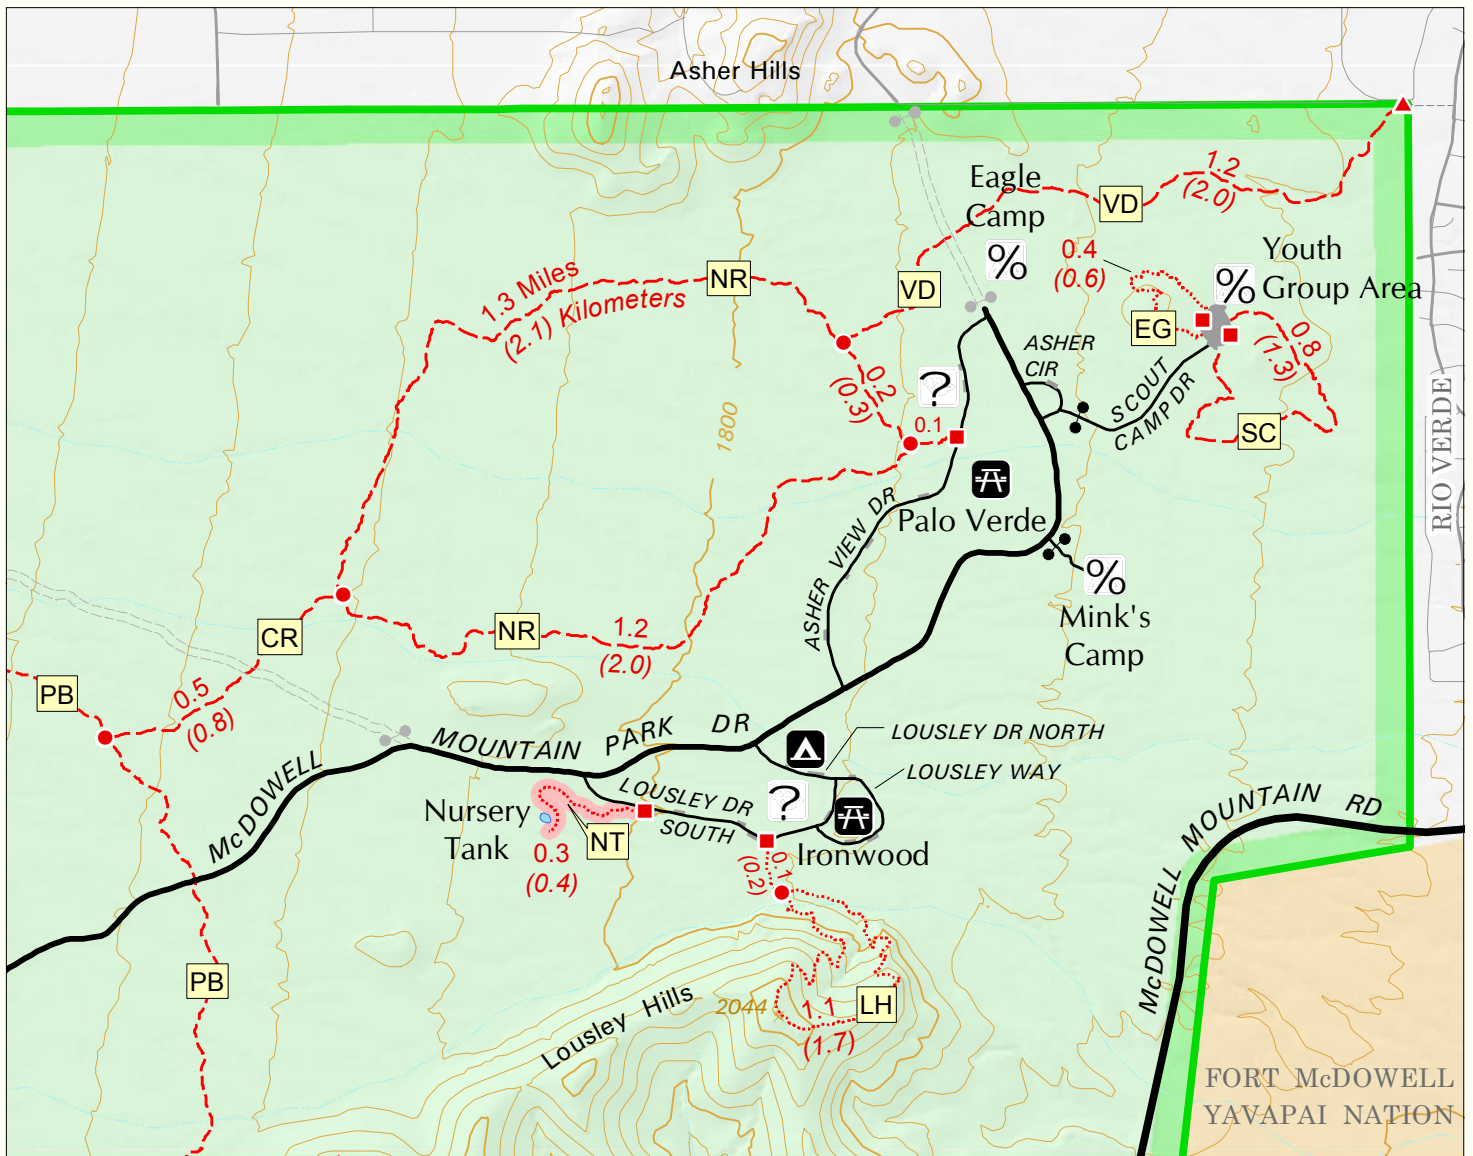 Asher Hills
Eagle
Camp
%
VD
1.2
(2.0)
0.4
(0.6)
Youth
Group Area
%
EG
0.8
(1.3)
SC
NR
1.3 Miles
(2.1) Kilometers
VD
ASHER
CIR
SCOUT
CAMP DR
0.2
(0.3)
?
0.1
1800
RIO VERDE
Palo Verde
ASHER VIEW DR
%
Mink's
Camp
CR
NR
1.2
(2.0)
PB
0.5
(0.8)
McDOWELL MOUNTAIN PARK DR
LOUSLEY DR NORTH
LOUSLEY WAY
LOUSLEY DR
SOUTH
?
Nursery
Tank
NT
0.3
(0.4)
Ironwood
0.1
(0.2)
McDOWELL MOUNTAIN RD
PB
Lousley Hills
2044
LH
1.1
(1.7)
FORT McDOWELL
YAVAPAI NATION